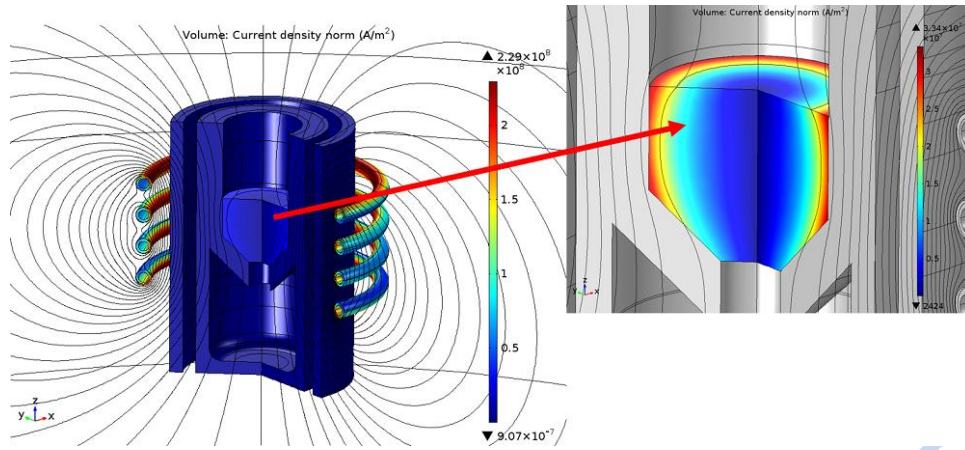 Volume: Current density norm (A/m²)
▲ 2.29×10⁸
×10⁸
2
1.5
1
0.5
▼ 9.07×10⁻⁷
z
y
x
Volume: Current density norm (A/m²)
2.5
2
1.5
1
0.5
▼ 2424
z
y
x